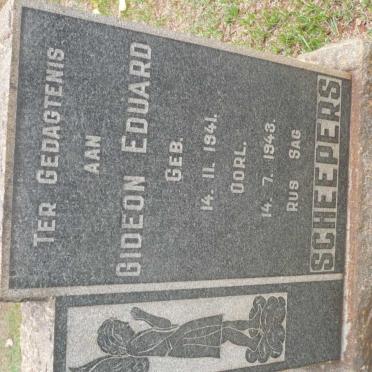 TER GEDAGTENIS
AAN
GIDEON EDUARD
GEB.
14. 11. 1941.
OORL.
14. 7. 1943.
RUS SAG
SCHEEPERS